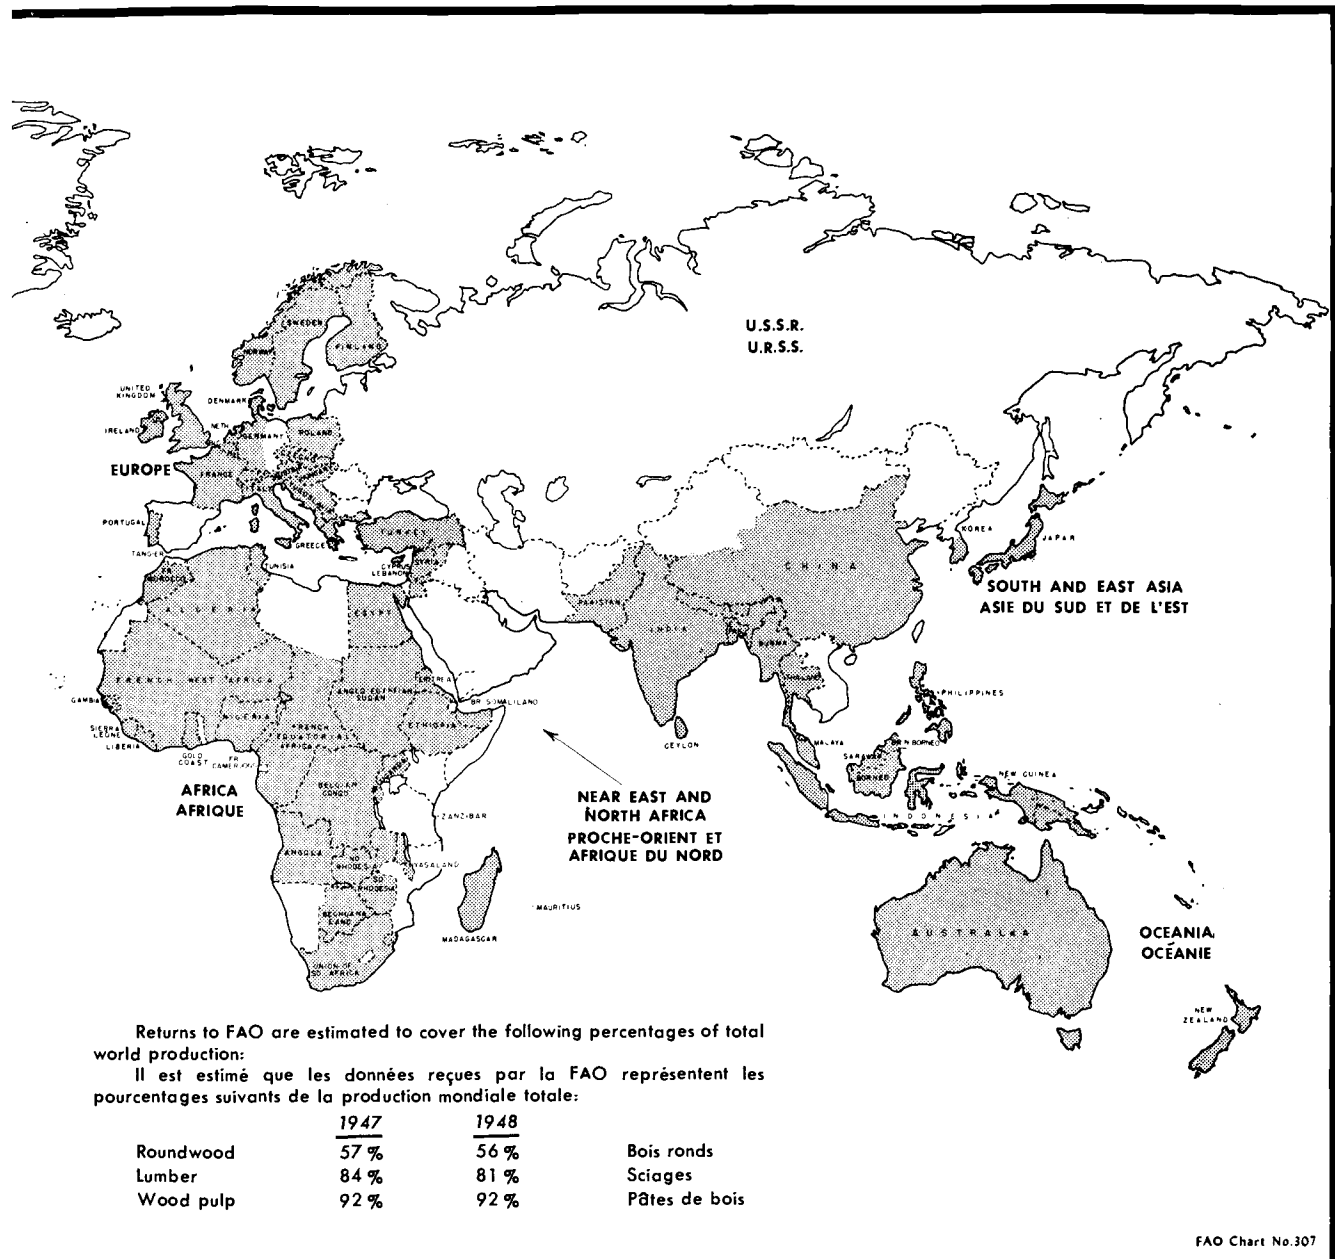 U.S.S.R.
U.R.S.S.
SWEDEN
NORWAY
FINLAND
UNITED
KINGDOM
DENMARK
IRELAND
NETH
GERMANY
POLAND
EUROPE
FRANCE
PORTUGAL
GREECE
TURKEY
TANGIER
TUNISIA
CYPRUS
LEBANON
SYRIA
FR
MOROCCO
ALGERIA
EGYPT
PAKISTAN
INDIA
CHINA
KOREA
JAPAN
SOUTH AND EAST ASIA
ASIE DU SUD ET DE L'EST
BURMA
THAILAND
FRENCH WEST AFRICA
ANGLO EGYPTIAN
SUDAN
ERITREA
GAMBIA
BR SOMALILAND
PHILIPPINES
SIERRA
LEONE
LIBERIA
NIGERIA
FRENCH
EQUATORIAL
AFRICA
ETHIOPIA
CEYLON
GOLD
COAST
FR
CAMEROONS
MALAYA
SARAWAK
BR N BORNEO
BORNEO
NEW GUINEA
INDONESIA
AFRICA
AFRIQUE
UGANDA
BELGIAN
CONGO
ZANZIBAR
NEAR EAST AND
NORTH AFRICA
PROCHE-ORIENT ET
AFRIQUE DU NORD
ANGOLA
NO
RHODESIA
NYASALAND
SO
RHODESIA
BECHUANA
LAND
MAURITIUS
MADAGASCAR
UNION OF
SO AFRICA
AUSTRALIA
OCEANIA
OCÉANIE
NEW
ZEALAND
Returns to FAO are estimated to cover the following percentages of total
world production:
Il est estimé que les données reçues par la FAO représentent les
pourcentages suivants de la production mondiale totale:
1947 1948
Roundwood 57 % 56 % Bois ronds
Lumber 84 % 81 % Sciages
Wood pulp 92 % 92 % Pâtes de bois
FAO Chart No.307